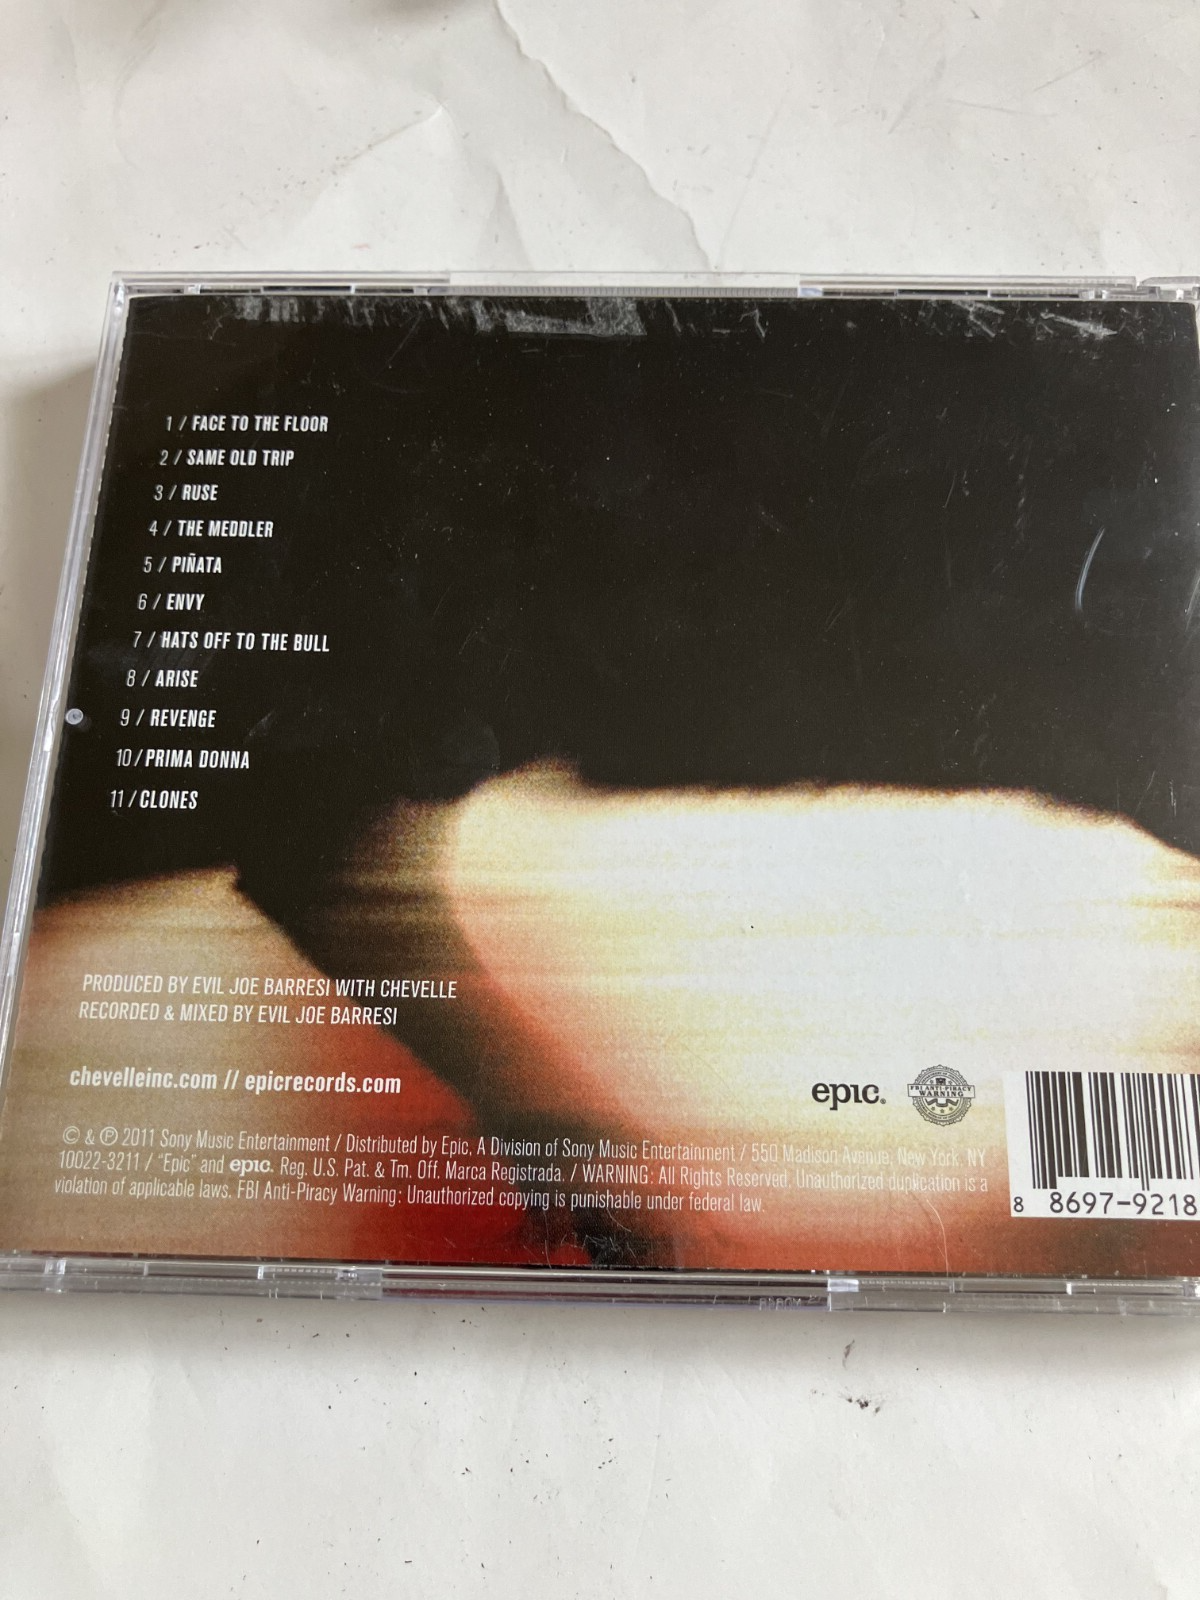 1 / FACE TO THE FLOOR
2 / SAME OLD TRIP
3 / RUSE
4 / THE MEDDLER
5 / PIÑATA
6 / ENVY
7 / HATS OFF TO THE BULL
8 / ARISE
9 / REVENGE
10 / PRIMA DONNA
11 / CLONES
PRODUCED BY EVIL JOE BARRESI WITH CHEVELLE
RECORDED & MIXED BY EVIL JOE BARRESI
chevelleinc.com // epicrecords.com
epic®
FBI ANTI-PIRACY
WARNING
© & ℗ 2011 Sony Music Entertainment / Distributed by Epic, A Division of Sony Music Entertainment / 550 Madison Avenue, New York, NY
10022-3211 / "Epic" and epic. Reg. U.S. Pat. & Tm. Off. Marca Registrada. / WARNING: All Rights Reserved. Unauthorized duplication is a
violation of applicable laws. FBI Anti-Piracy Warning: Unauthorized copying is punishable under federal law.
8 8697-9218